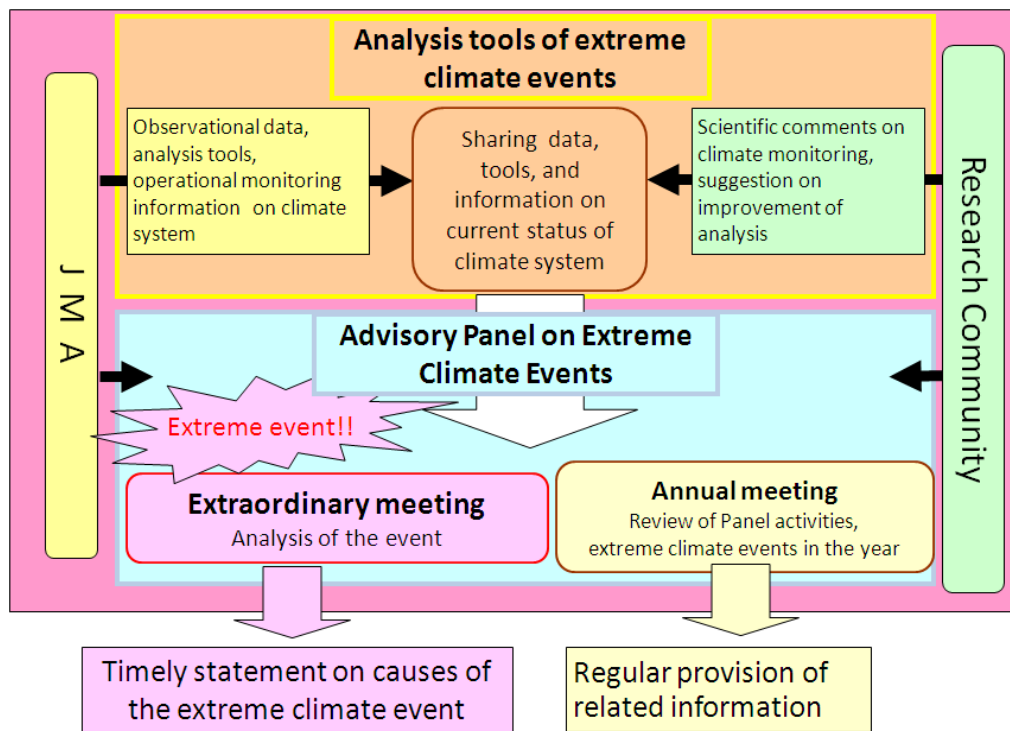 Analysis tools of extreme
climate events
J M A
Observational data,
analysis tools,
operational monitoring
information on climate
system
Sharing data,
tools, and
information on
current status of
climate system
Scientific comments on
climate monitoring,
suggestion on
improvement of
analysis
Research Community
Advisory Panel on Extreme
Climate Events
Extreme event!!
Extraordinary meeting
Analysis of the event
Annual meeting
Review of Panel activities,
extreme climate events in the year
Timely statement on causes of
the extreme climate event
Regular provision of
related information